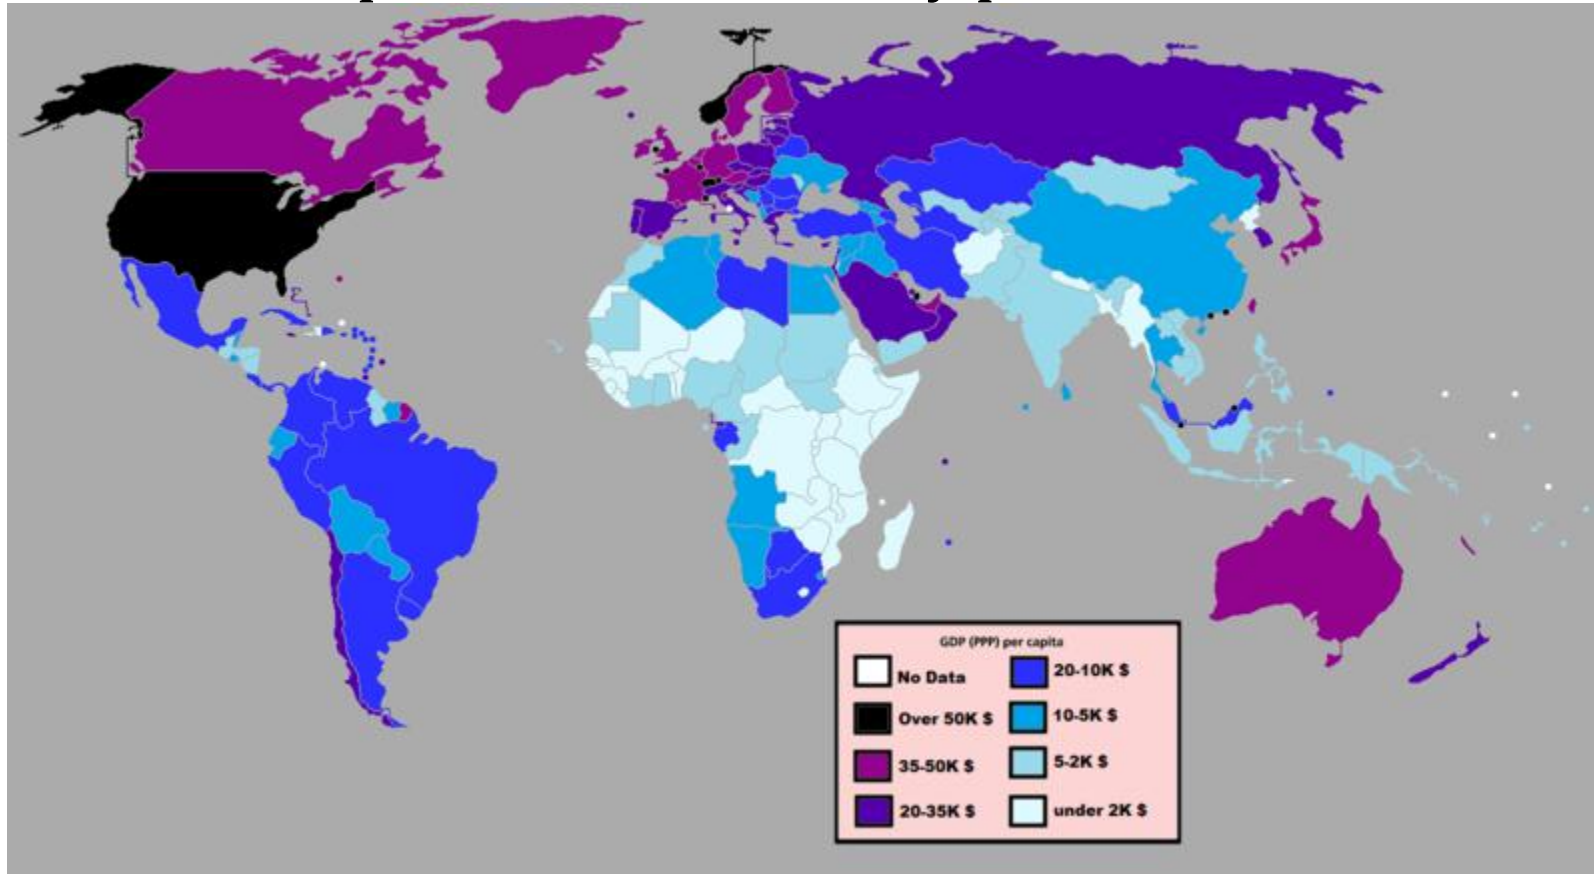 GDP (PPP) per capita
No Data
Over 50K $
35-50K $
20-35K $
20-10K $
10-5K $
5-2K $
under 2K $